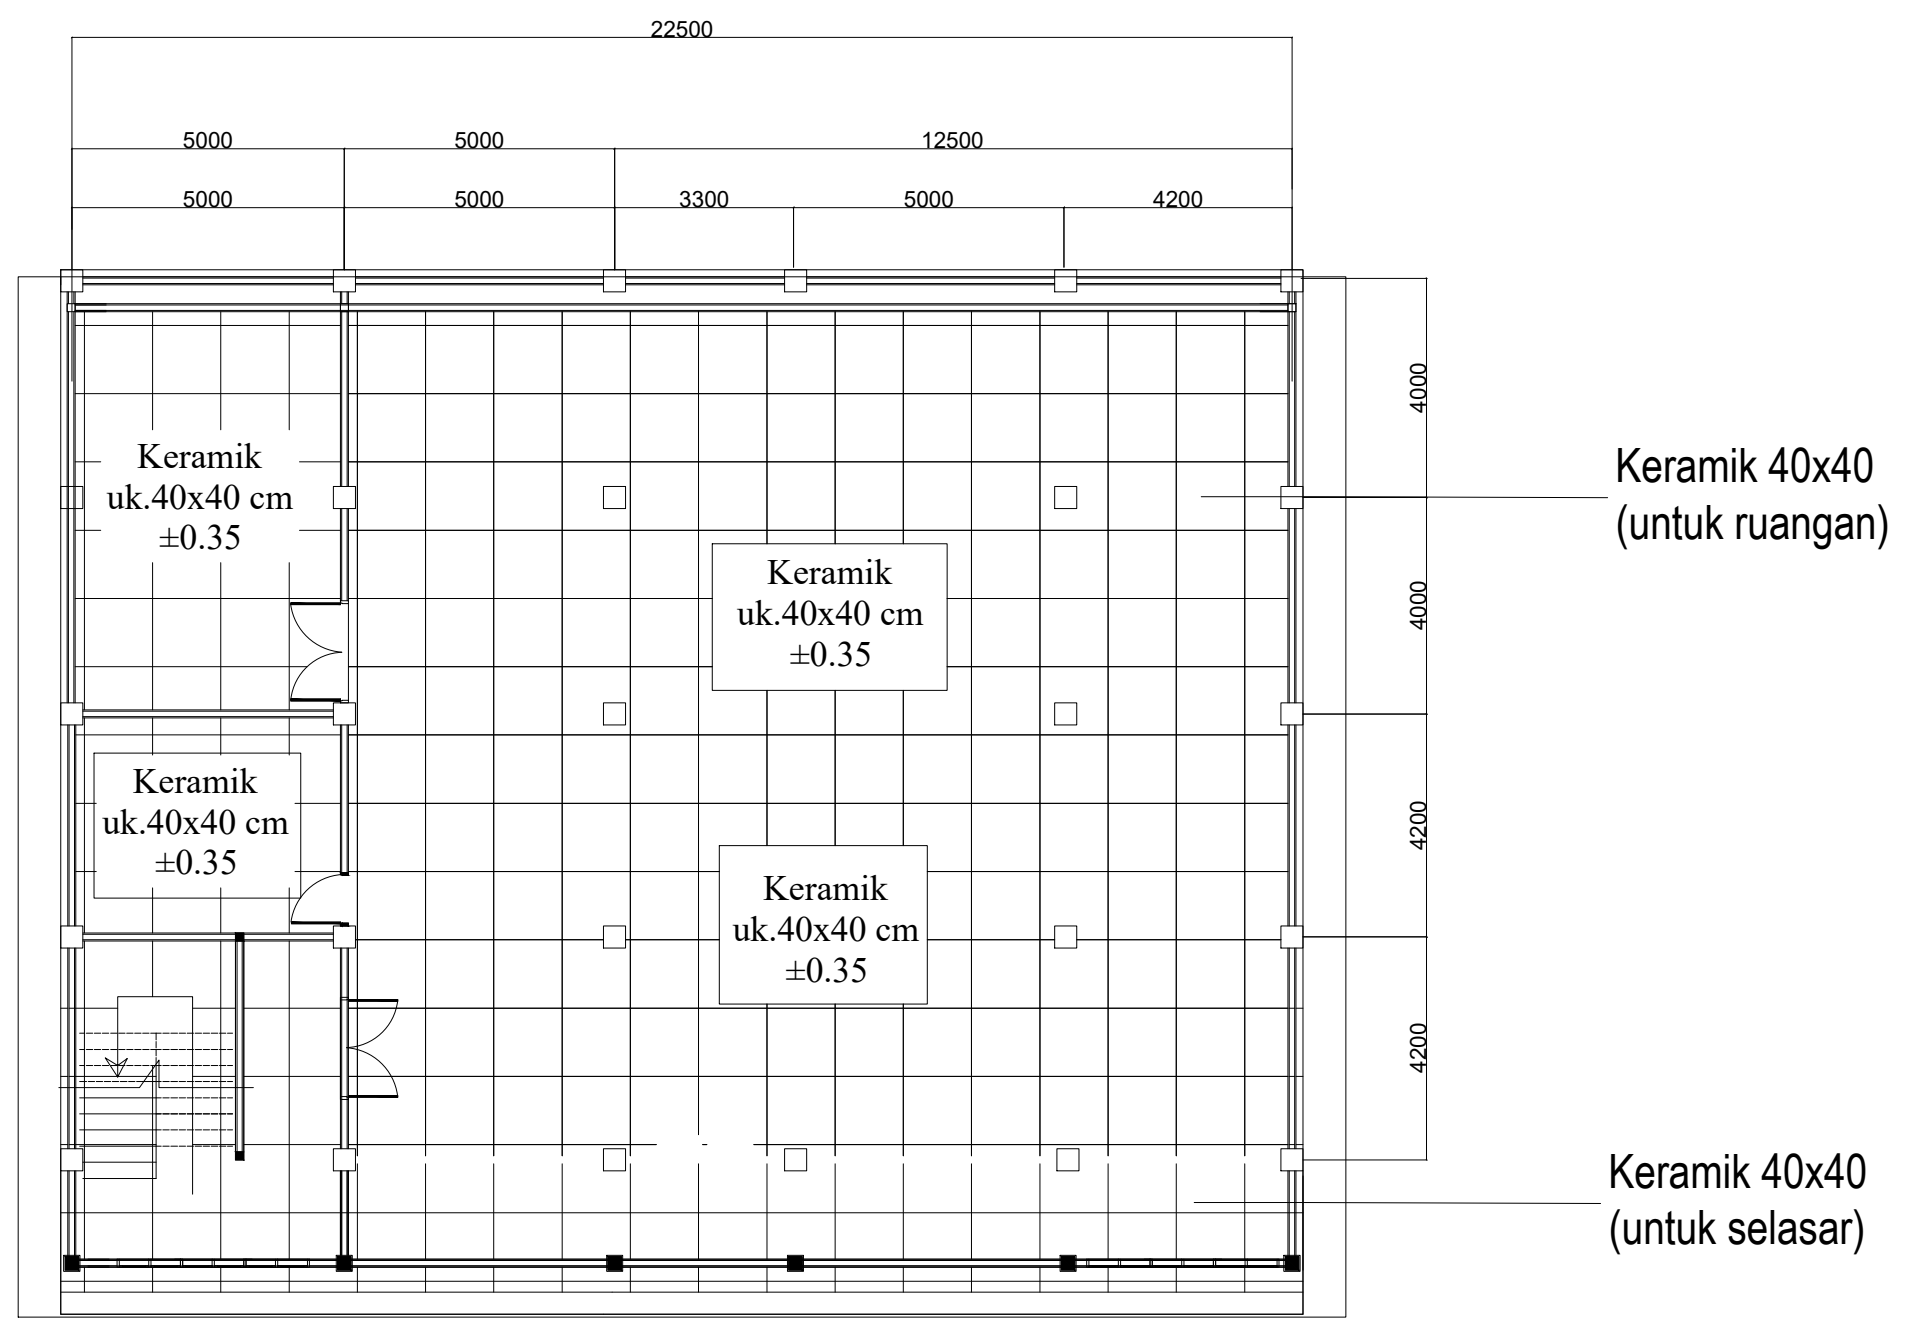 22500
5000
5000
12500
5000
5000
3300
5000
4200
4000
Keramik
uk.40x40 cm
±0.35
Keramik 40x40
(untuk ruangan)
Keramik
uk.40x40 cm
±0.35
4000
Keramik
uk.40x40 cm
±0.35
4200
Keramik
uk.40x40 cm
±0.35
4200
Keramik 40x40
(untuk selasar)